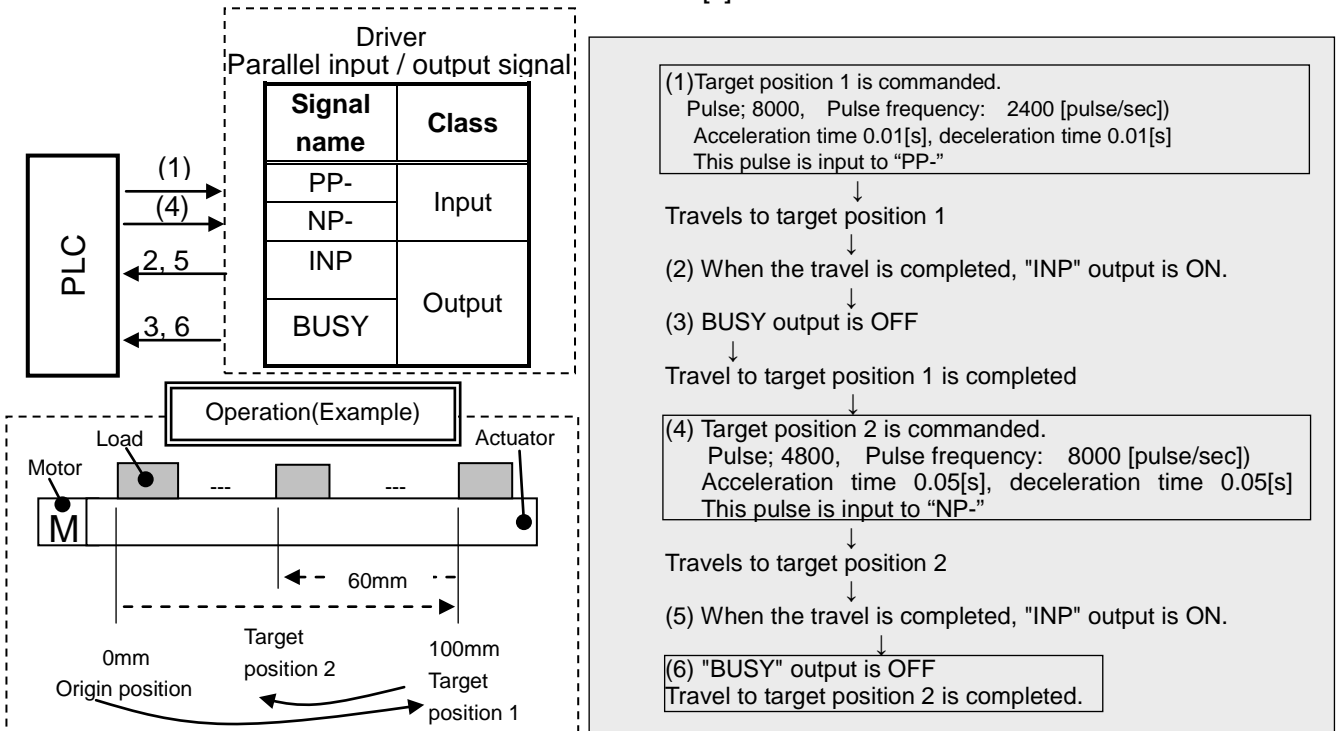 Driver
Parallel input / output signal
Signal name
Class
PP-
Input
NP-
INP
Output
BUSY
PLC
(1)
(4)
2, 5
3, 6
Operation(Example)
Load
Actuator
Motor
---
---
M
60mm
0mm
Origin position
Target
position 2
100mm
Target
position 1
(1)Target position 1 is commanded.
Pulse; 8000, Pulse frequency: 2400 [pulse/sec])
Acceleration time 0.01[s], deceleration time 0.01[s]
This pulse is input to “PP-”
↓
Travels to target position 1
↓
(2) When the travel is completed, "INP" output is ON.
↓
(3) BUSY output is OFF
↓
Travel to target position 1 is completed
↓
(4) Target position 2 is commanded.
Pulse; 4800, Pulse frequency: 8000 [pulse/sec])
Acceleration time 0.05[s], deceleration time 0.05[s]
This pulse is input to “NP-”
↓
Travels to target position 2
↓
(5) When the travel is completed, "INP" output is ON.
↓
(6) "BUSY" output is OFF
Travel to target position 2 is completed.